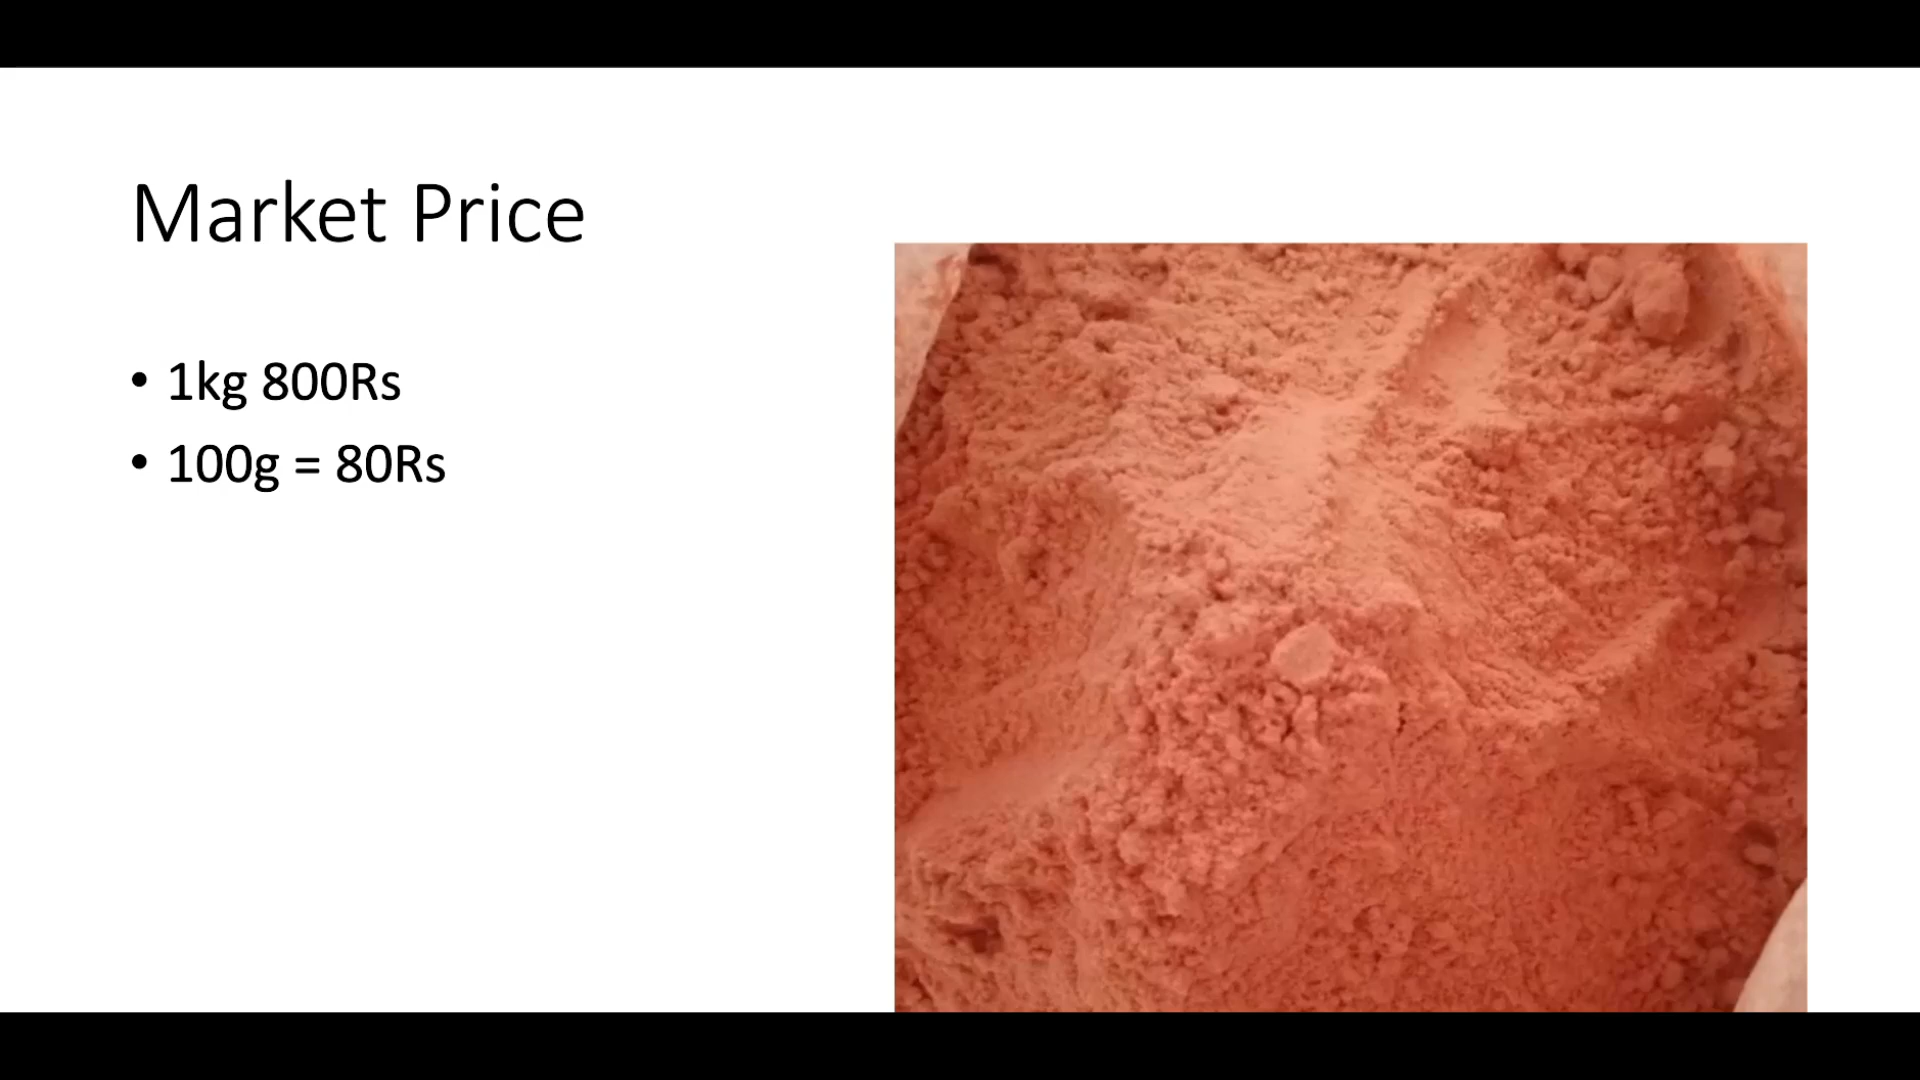 Market Price
• 1kg 800Rs
• 100g = 80Rs